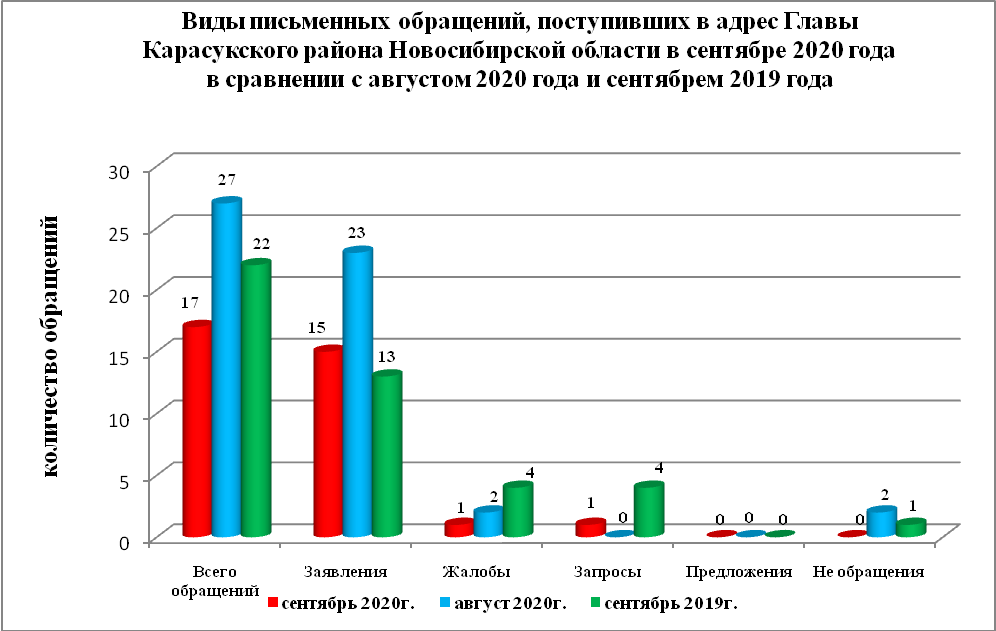 Виды письменных обращений, поступивших в адрес Главы
Карасукского района Новосибирской области в сентябре 2020 года
в сравнении с августом 2020 года и сентябрем 2019 года
количество обращений
30
25
20
15
10
5
0
17
27
22
15
23
13
1
2
4
1
0
4
0
0
0
0
2
1
Всего обращений
Заявления
Жалобы
Запросы
Предложения
Не обращения
сентябрь 2020г.
август 2020г.
сентябрь 2019г.